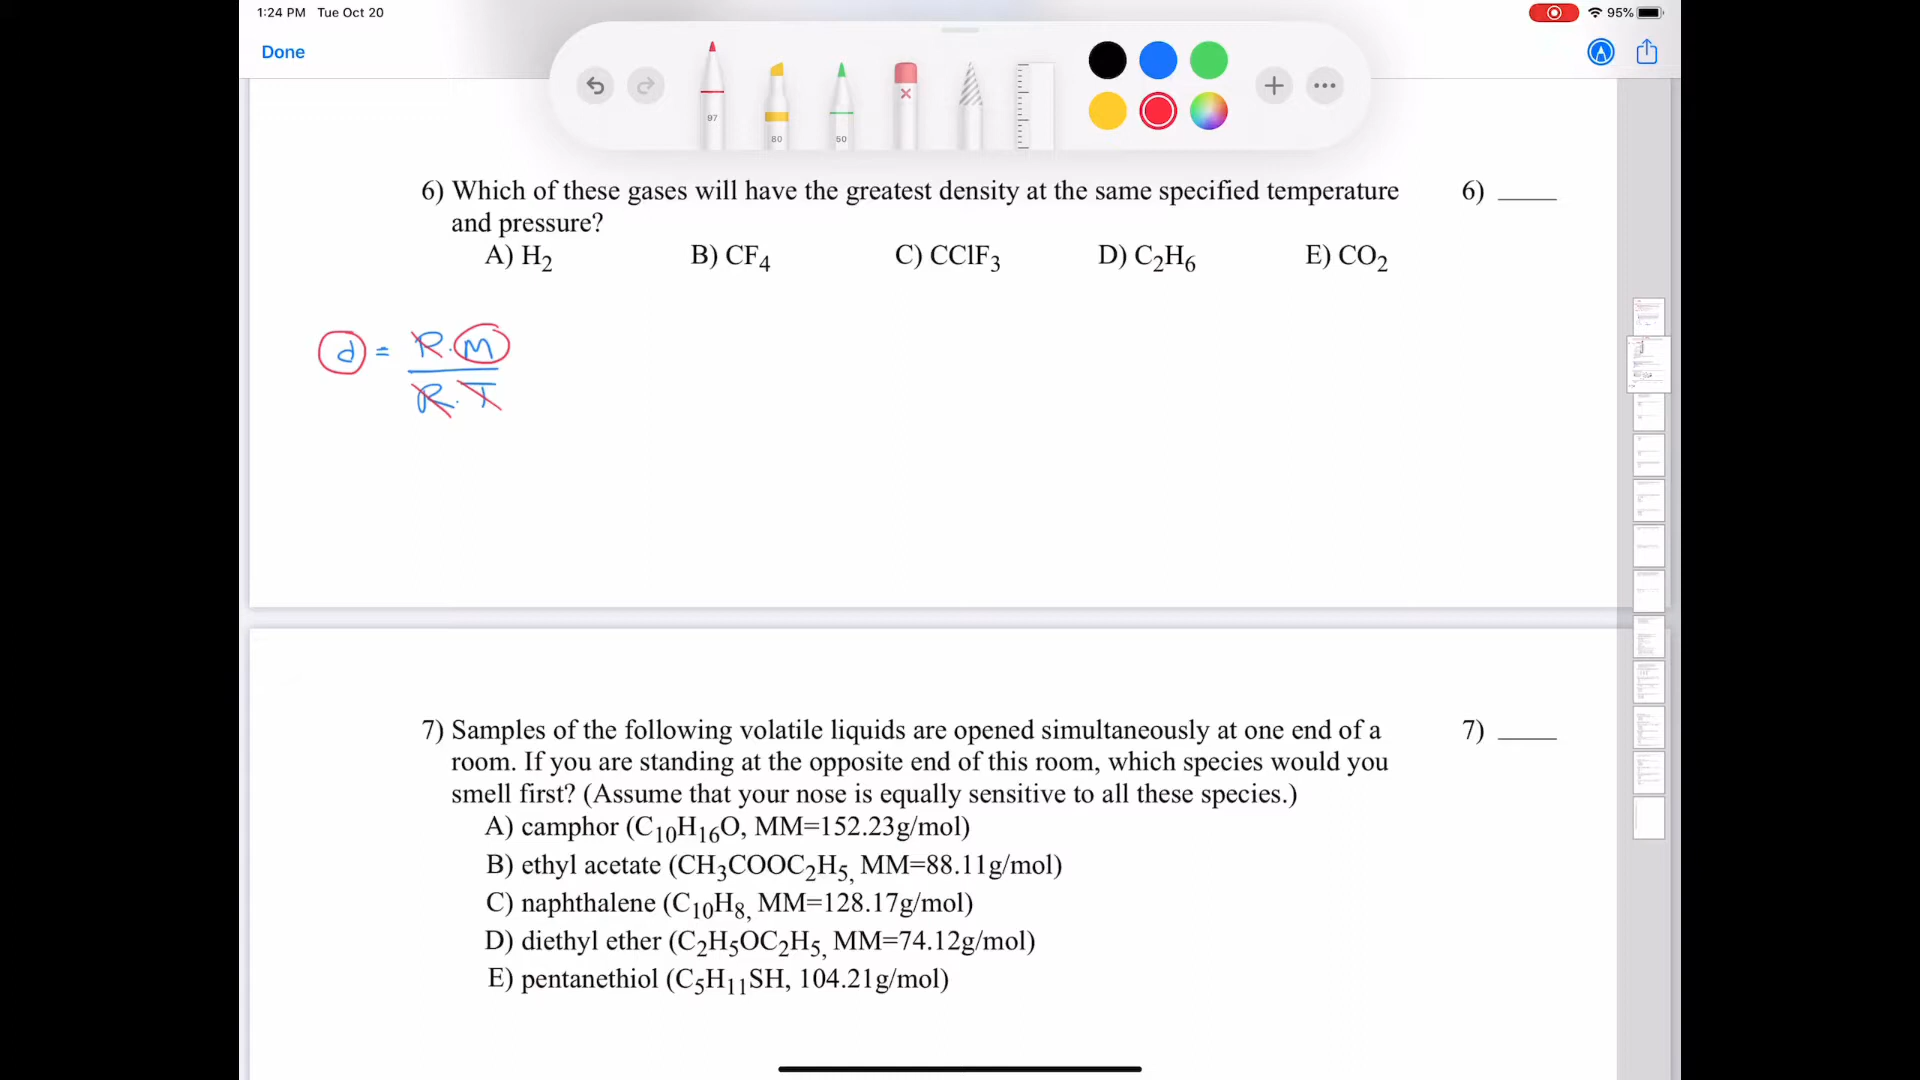 1:24 PM Tue Oct 20
95%
Done
97
80
50
6) Which of these gases will have the greatest density at the same specified temperature
and pressure?
6) ____
A) H₂ B) CF₄ C) CClF₃ D) C₂H₆ E) CO₂
d = P · M
R · T
7) Samples of the following volatile liquids are opened simultaneously at one end of a
room. If you are standing at the opposite end of this room, which species would you
smell first? (Assume that your nose is equally sensitive to all these species.)
7) ____
A) camphor (C₁₀H₁₆O, MM=152.23g/mol)
B) ethyl acetate (CH₃COOC₂H₅, MM=88.11g/mol)
C) naphthalene (C₁₀H₈, MM=128.17g/mol)
D) diethyl ether (C₂H₅OC₂H₅, MM=74.12g/mol)
E) pentanethiol (C₅H₁₁SH, 104.21g/mol)